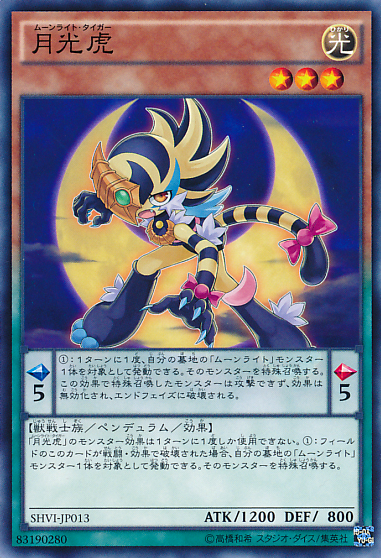 ムーンライト・タイガー
月光虎
ひかり
光
①:1ターンに1度、自分の墓地の「ムーンライト」モンスター
1体を対象として発動できる。そのモンスターを特殊召喚する。
この効果で特殊召喚したモンスターは攻撃できず、効果は
無効化され、エンドフェイズに破壊される。
5
5
【獣戦士族/ペンデュラム/効果】
「月光虎」のモンスター効果は1ターンに1度しか使用できない。①:フィール
ドのこのカードが戦闘・効果で破壊された場合、自分の墓地の「ムーンライト」
モンスター1体を対象として発動できる。そのモンスターを特殊召喚する。
SHVI-JP013
ATK/1200 DEF/ 800
83190280
©高橋和希 スタジオ・ダイス/集英社